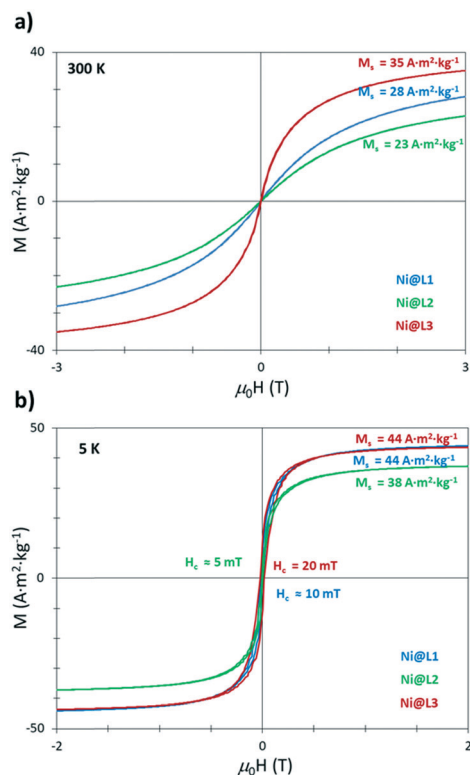 a)
300 K
M (A·m²·kg⁻¹)
40
0
-40
Mₛ = 35 A·m²·kg⁻¹
Mₛ = 28 A·m²·kg⁻¹
Mₛ = 23 A·m²·kg⁻¹
Ni@L1
Ni@L2
Ni@L3
-3
0
3
μ₀H (T)
b)
5 K
M (A·m²·kg⁻¹)
50
0
-50
Mₛ = 44 A·m²·kg⁻¹
Mₛ = 44 A·m²·kg⁻¹
Mₛ = 38 A·m²·kg⁻¹
H꜀ ≈ 5 mT
H꜀ = 20 mT
H꜀ ≈ 10 mT
Ni@L1
Ni@L2
Ni@L3
-2
0
2
μ₀H (T)